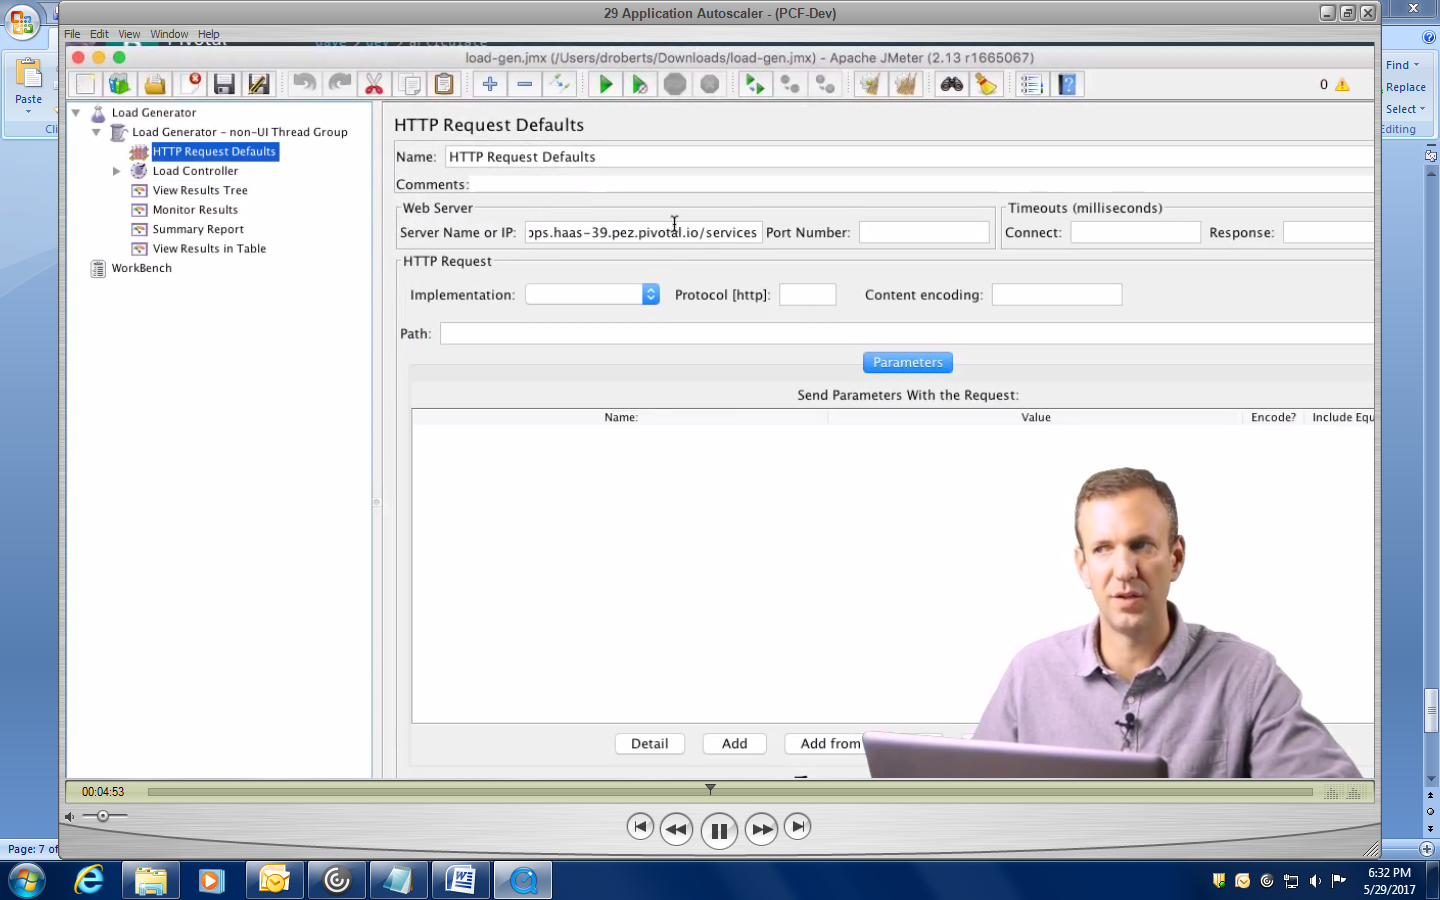 29 Application Autoscaler - (PCF-Dev)
File Edit View Window Help
load-gen.jmx (/Users/droberts/Downloads/load-gen.jmx) - Apache JMeter (2.13 r1665067)
Paste
Find
Replace
Select
Editing
0
Load Generator
Load Generator - non-UI Thread Group
HTTP Request Defaults
Load Controller
View Results Tree
Monitor Results
Summary Report
View Results in Table
WorkBench
HTTP Request Defaults
Name: HTTP Request Defaults
Comments:
Web Server
Timeouts (milliseconds)
Server Name or IP: ops.haas-39.pez.pivotal.io/services Port Number: Connect: Response:
HTTP Request
Implementation: Protocol [http]: Content encoding:
Path:
Parameters
Send Parameters With the Request:
Name: Value Encode? Include Equ
Detail Add Add from
00:04:53
Page: 7 of
6:32 PM
5/29/2017